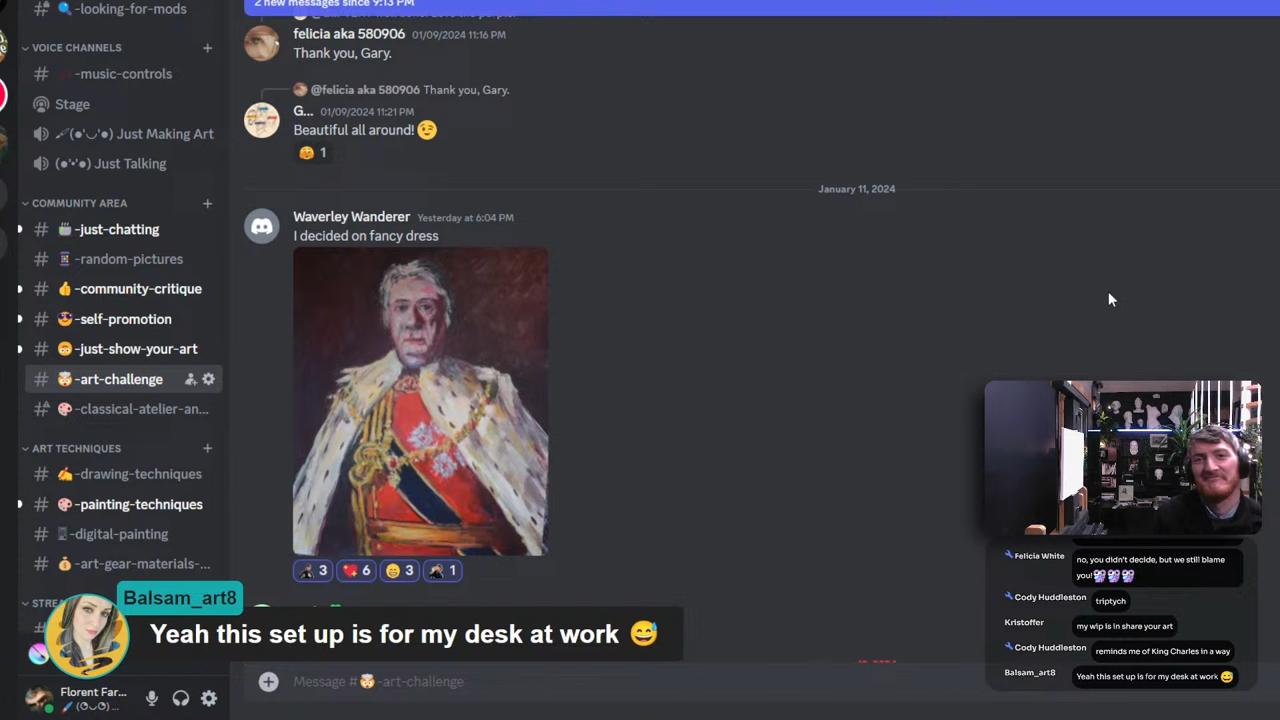 2 new messages since 9:13 PM
-looking-for-mods
VOICE CHANNELS
-music-controls
Stage
Just Making Art
Just Talking
COMMUNITY AREA
-just-chatting
-random-pictures
-community-critique
-self-promotion
-just-show-your-art
-art-challenge
-classical-atelier-an...
ART TECHNIQUES
-drawing-techniques
-painting-techniques
-digital-painting
-art-gear-materials-...
felicia aka 580906 01/09/2024 11:16 PM
Thank you, Gary.
@felicia aka 580906 Thank you, Gary.
G... 01/09/2024 11:21 PM
Beautiful all around! 😉
1
January 11, 2024
Waverley Wanderer Yesterday at 6:04 PM
I decided on fancy dress
3 6 3 1
Balsam_art8
Yeah this set up is for my desk at work 😅
Message # 🤯-art-challenge
Florent Far...
Felicia White no, you didn't decide, but we still blame
you!
Cody Huddleston triptych
Kristoffer my wip is in share your art
Cody Huddleston reminds me of King Charles in a way
Balsam_art8 Yeah this set up is for my desk at work 😅